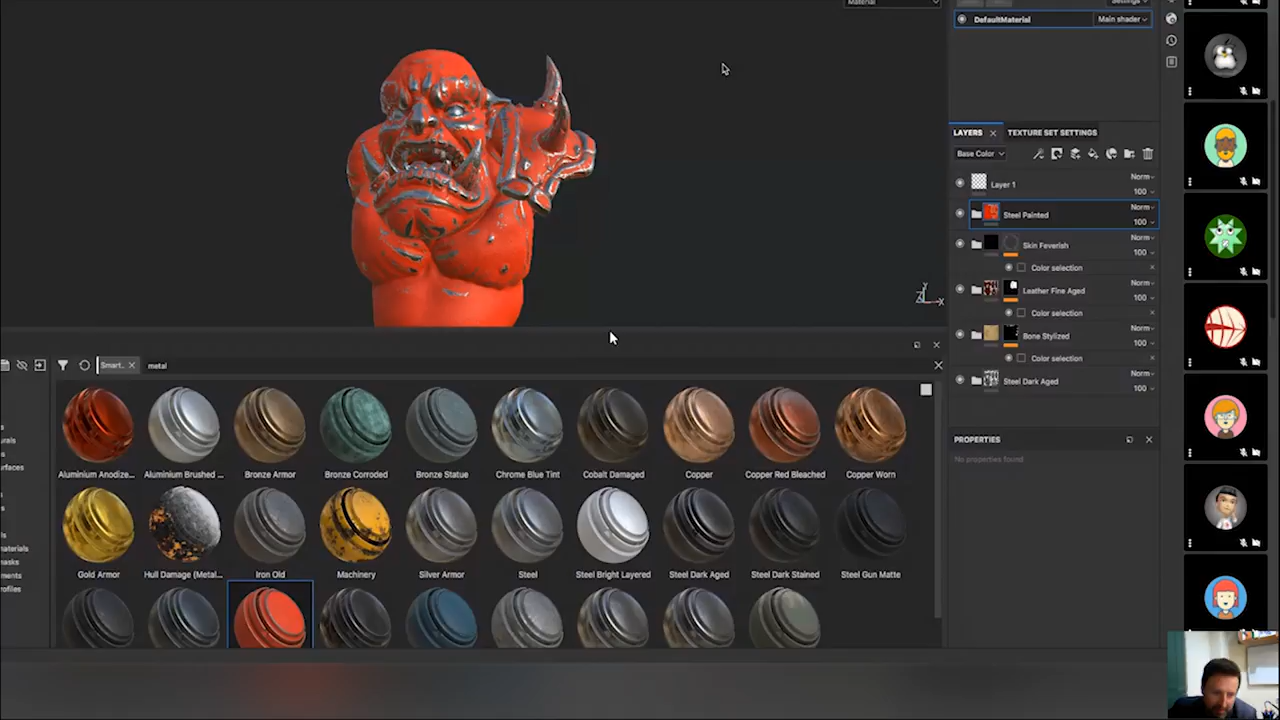 Material
Settings
DefaultMaterial
Main shader
LAYERS
TEXTURE SET SETTINGS
Base Color
Layer 1
Norm
100
Steel Painted
Norm
100
Skin Feverish
Norm
100
Color selection
Leather Fine Aged
Norm
100
Color selection
Bone Stylized
Norm
100
Color selection
Steel Dark Aged
Norm
100
PROPERTIES
No properties found
Smart..
metal
Aluminium Anodize...
Aluminium Brushed ...
Bronze Armor
Bronze Corroded
Bronze Statue
Chrome Blue Tint
Cobalt Damaged
Copper
Copper Red Bleached
Copper Worn
Gold Armor
Hull Damage (Metal...
Iron Old
Machinery
Silver Armor
Steel
Steel Bright Layered
Steel Dark Aged
Steel Dark Stained
Steel Gun Matte